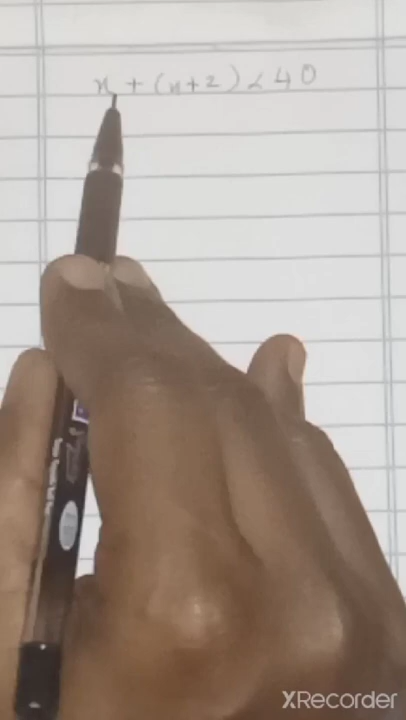 x + (x+2) < 40
XRecorder